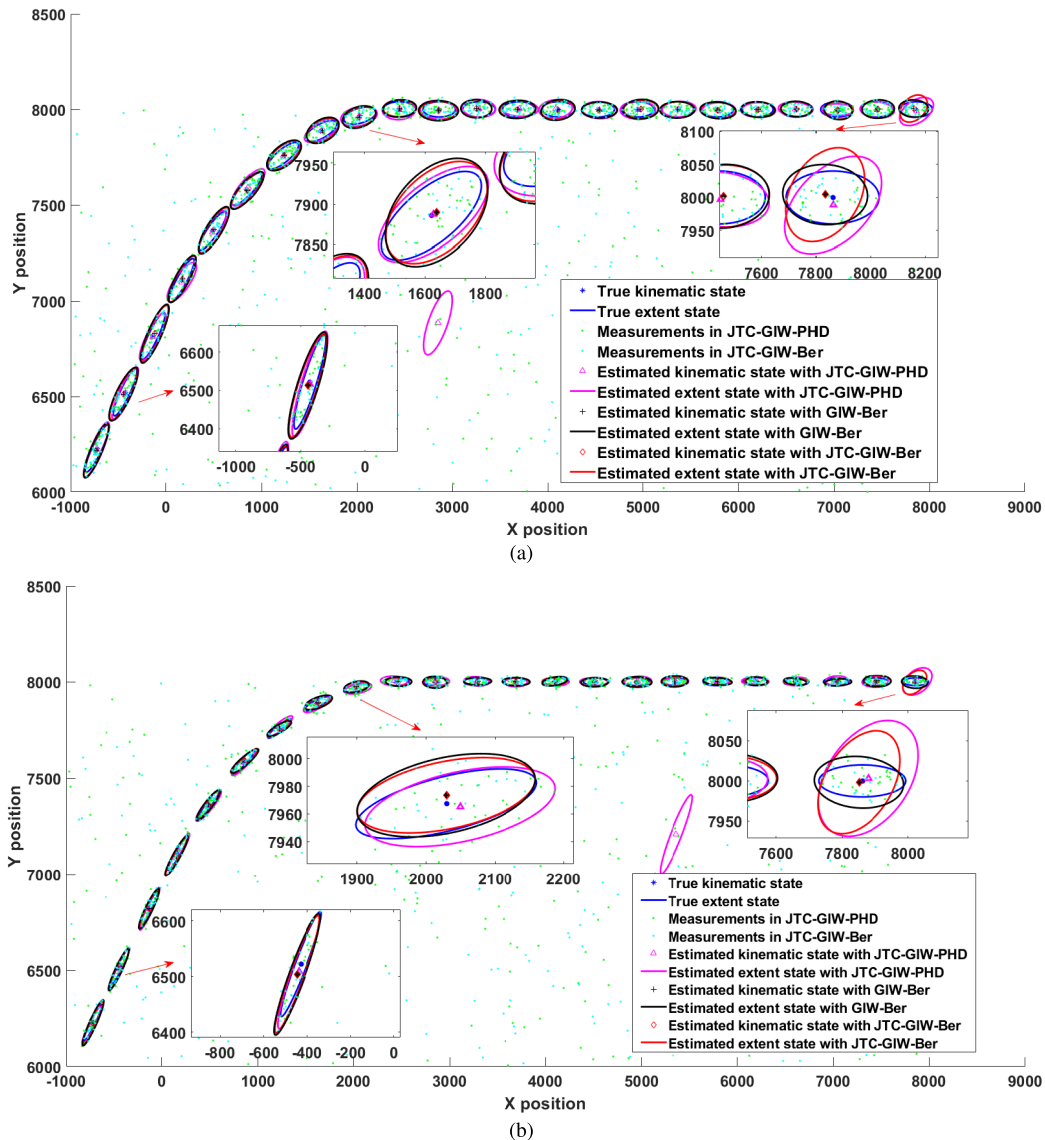 8500
8000
7500
7000
6500
6000
Y position
-1000
0
1000
2000
3000
4000
5000
6000
7000
8000
9000
X position
7950
7900
7850
1400
1600
1800
8100
8050
8000
7950
7600
7800
8000
8200
6600
6500
6400
-1000
-500
0
True kinematic state
True extent state
Measurements in JTC-GIW-PHD
Measurements in JTC-GIW-Ber
Estimated kinematic state with JTC-GIW-PHD
Estimated extent state with JTC-GIW-PHD
Estimated kinematic state with GIW-Ber
Estimated extent state with GIW-Ber
Estimated kinematic state with JTC-GIW-Ber
Estimated extent state with JTC-GIW-Ber
(a)
8500
8000
7500
7000
6500
6000
Y position
-1000
0
1000
2000
3000
4000
5000
6000
7000
8000
9000
X position
8000
7980
7960
7940
1900
2000
2100
2200
8050
8000
7950
7600
7800
8000
6600
6500
6400
-800
-600
-400
-200
0
True kinematic state
True extent state
Measurements in JTC-GIW-PHD
Measurements in JTC-GIW-Ber
Estimated kinematic state with JTC-GIW-PHD
Estimated extent state with JTC-GIW-PHD
Estimated kinematic state with GIW-Ber
Estimated extent state with GIW-Ber
Estimated kinematic state with JTC-GIW-Ber
Estimated extent state with JTC-GIW-Ber
(b)